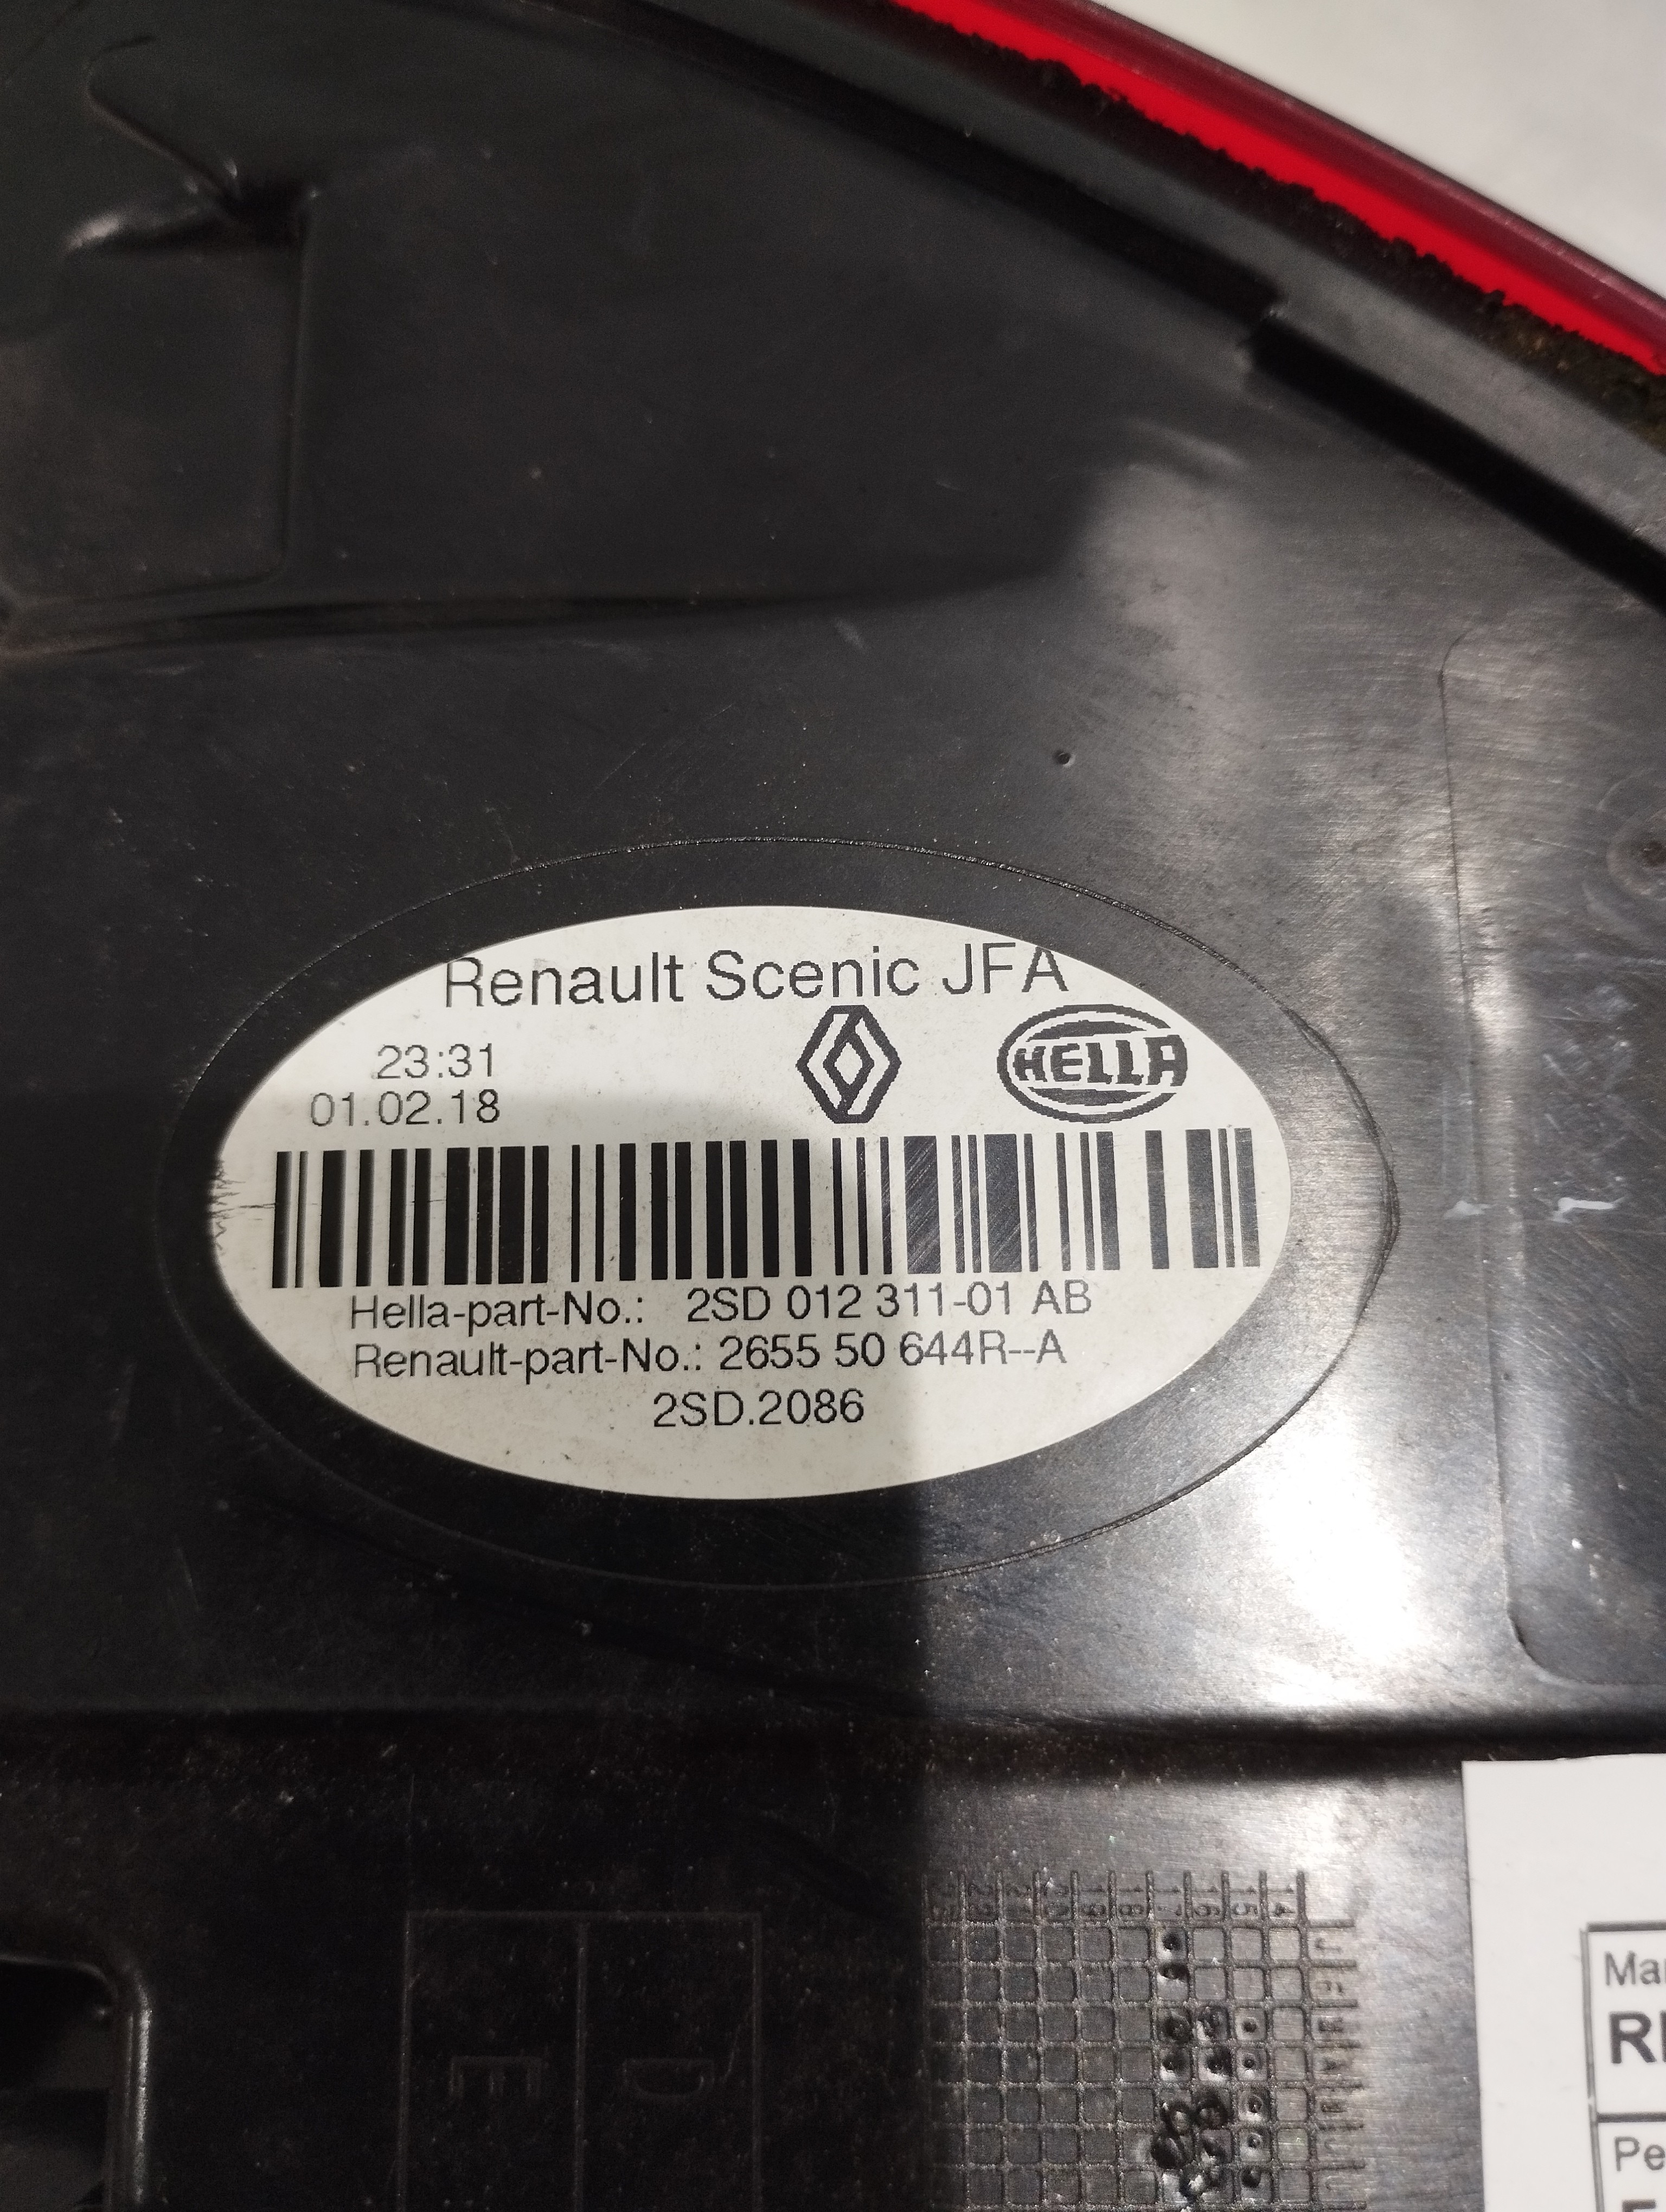 Renault Scenic JFA
23:31
01.02.18
HELLA
Hella-part-No.: 2SD 012 311-01 AB
Renault-part-No.: 2655 50 644R--A
2SD.2086
D
E